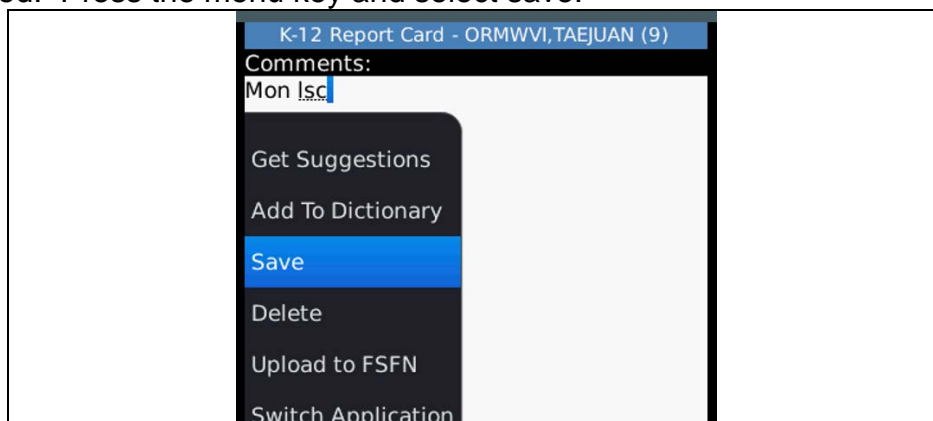 ed. Press the menu key and select save.
K-12 Report Card - ORMWVI,TAEJUAN (9)
Comments:
Mon lsc
Get Suggestions
Add To Dictionary
Save
Delete
Upload to FSFN
Switch Application